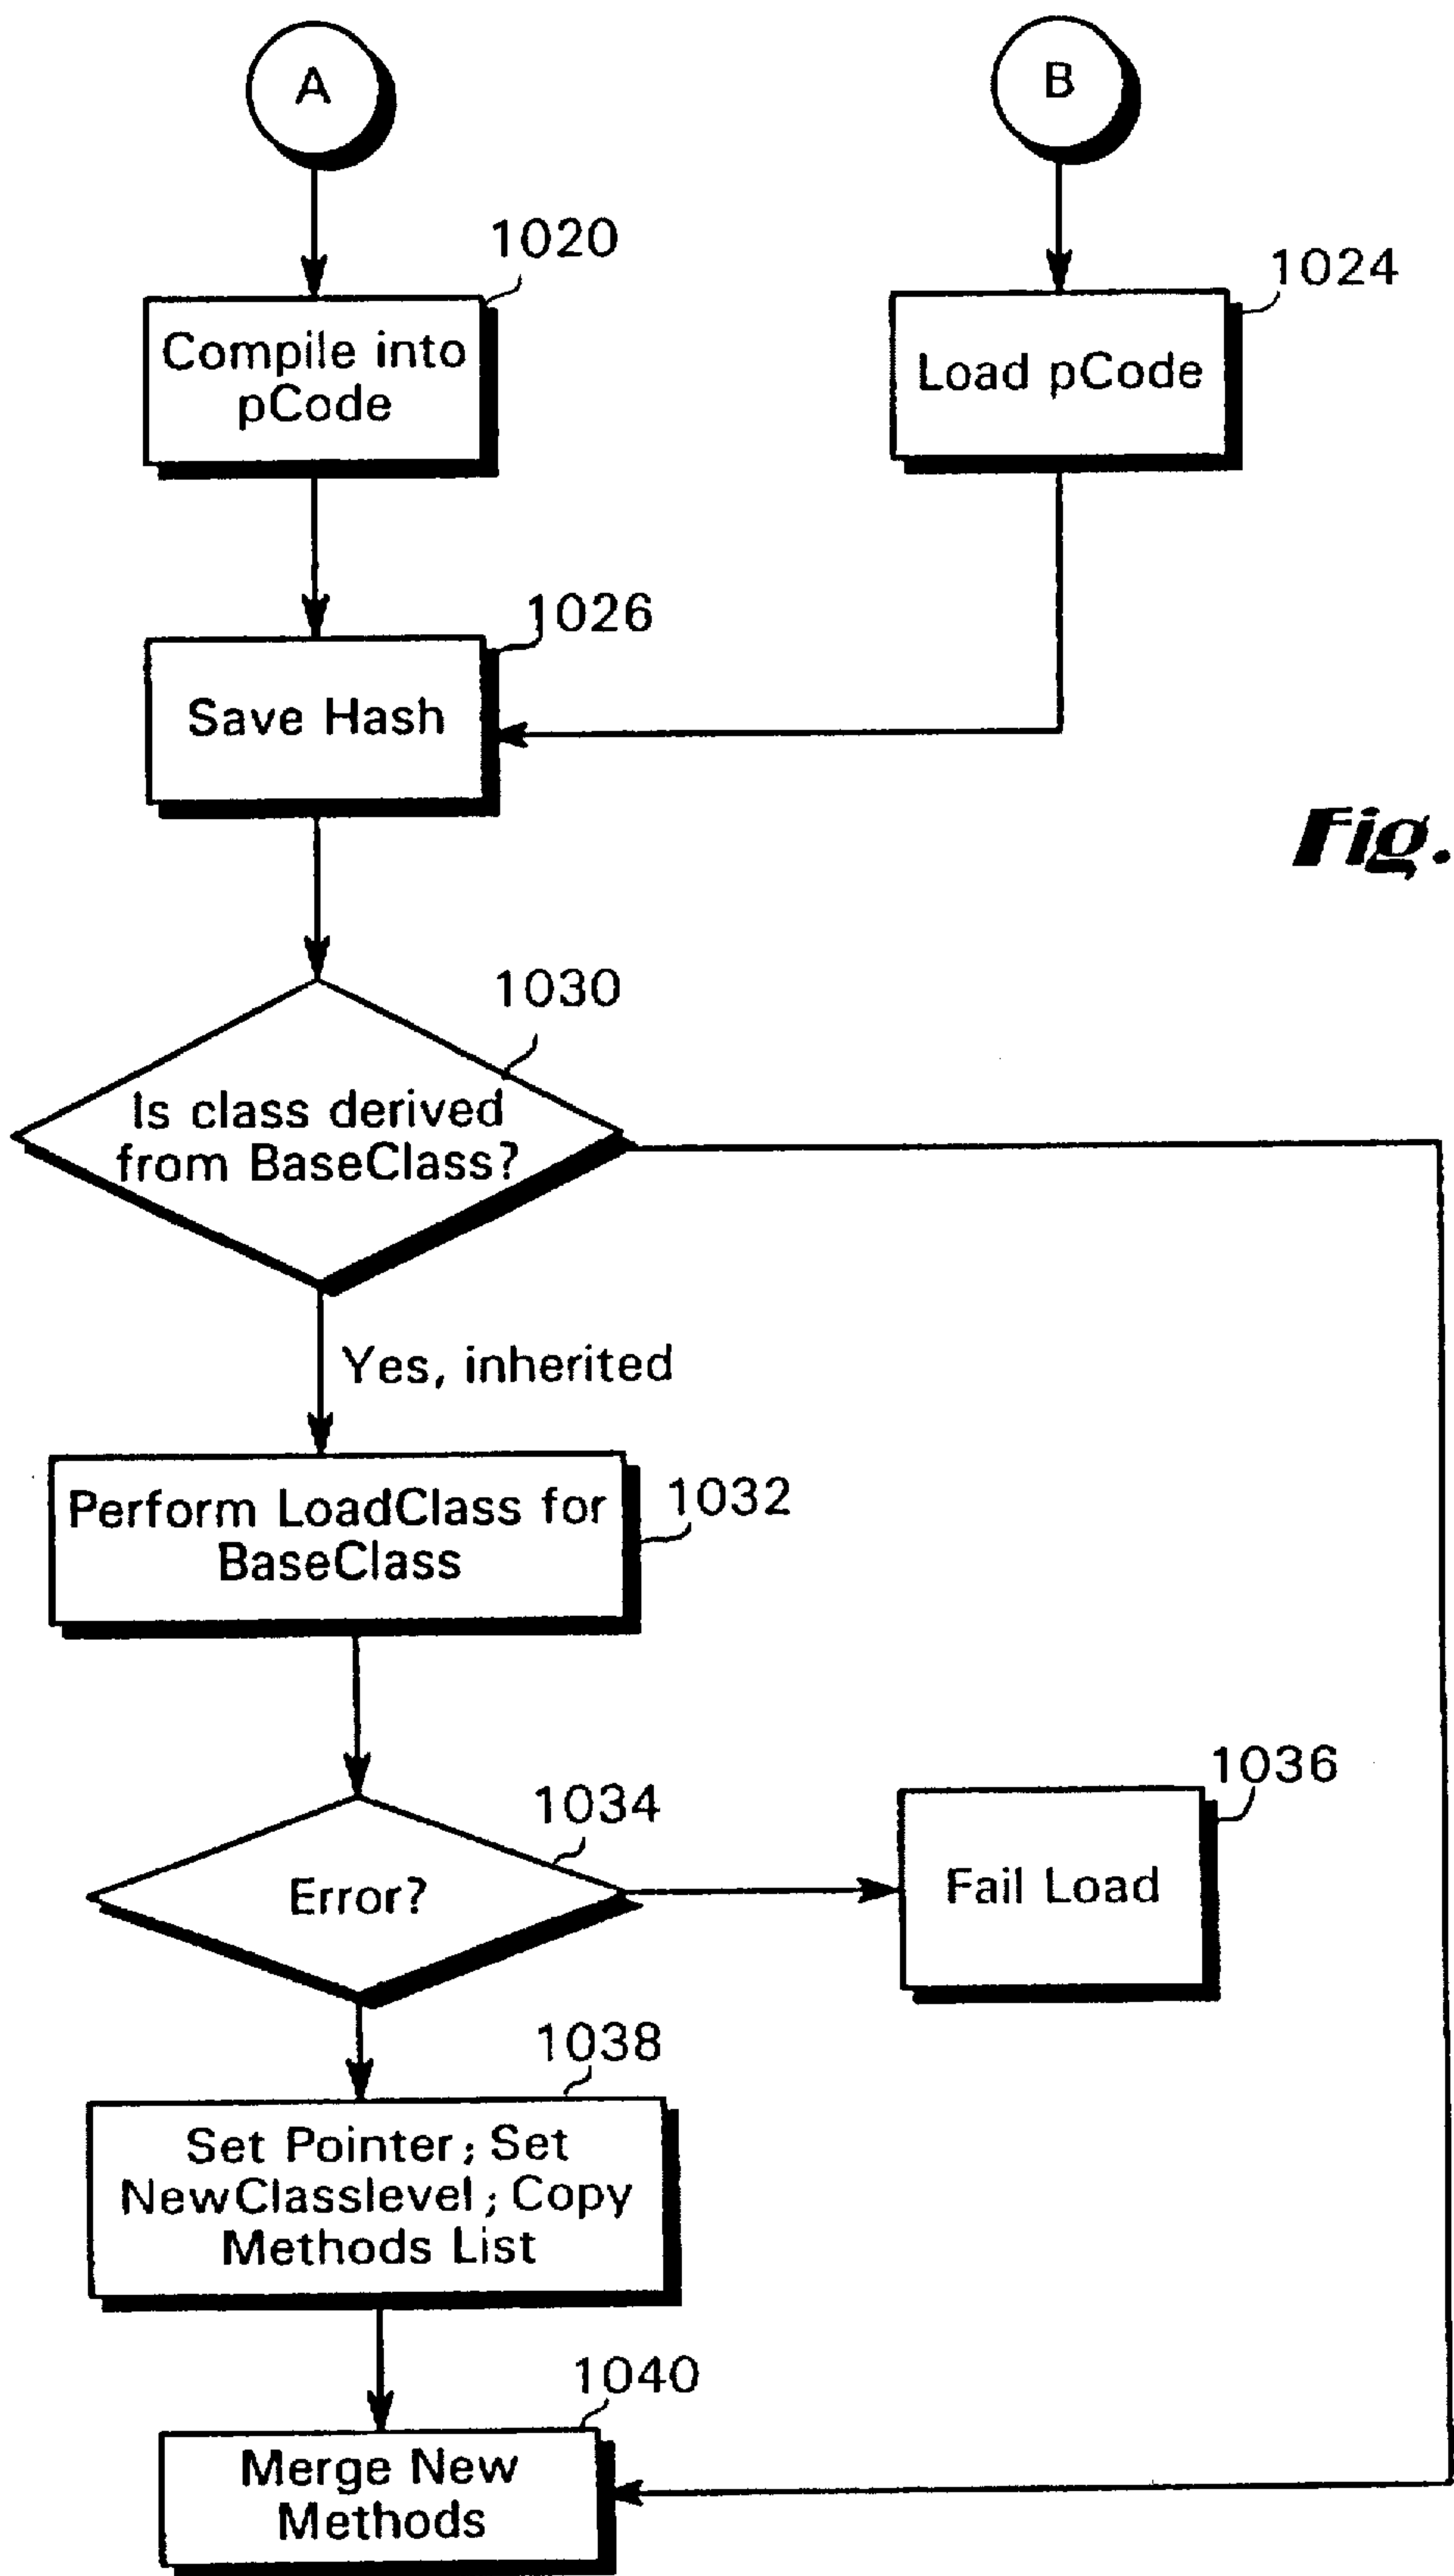 A
B
1020
Compile into
pCode
1024
Load pCode
1026
Save Hash
Fig.
1030
Is class derived
from BaseClass?
Yes, inherited
Perform LoadClass for
BaseClass
1032
1034
Error?
1036
Fail Load
1038
Set Pointer; Set
NewClasslevel; Copy
Methods List
1040
Merge New
Methods